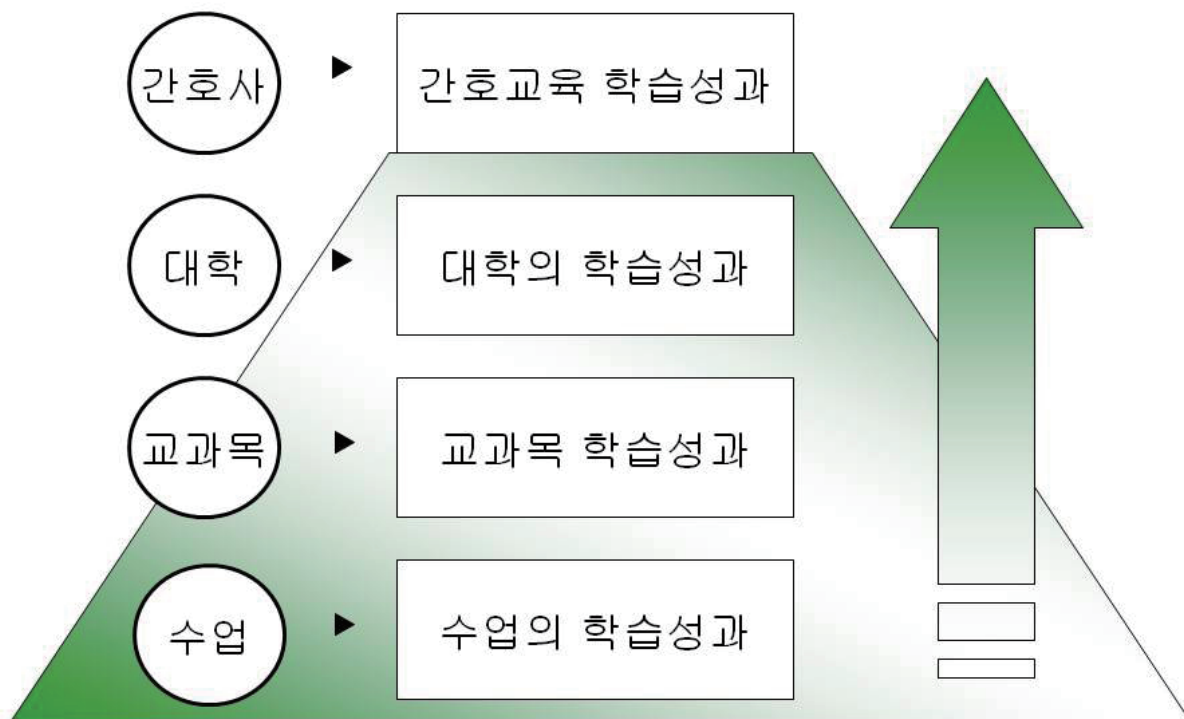 간호사
간호교육 학습성과
대학
대학의 학습성과
교과목
교과목 학습성과
수업
수업의 학습성과